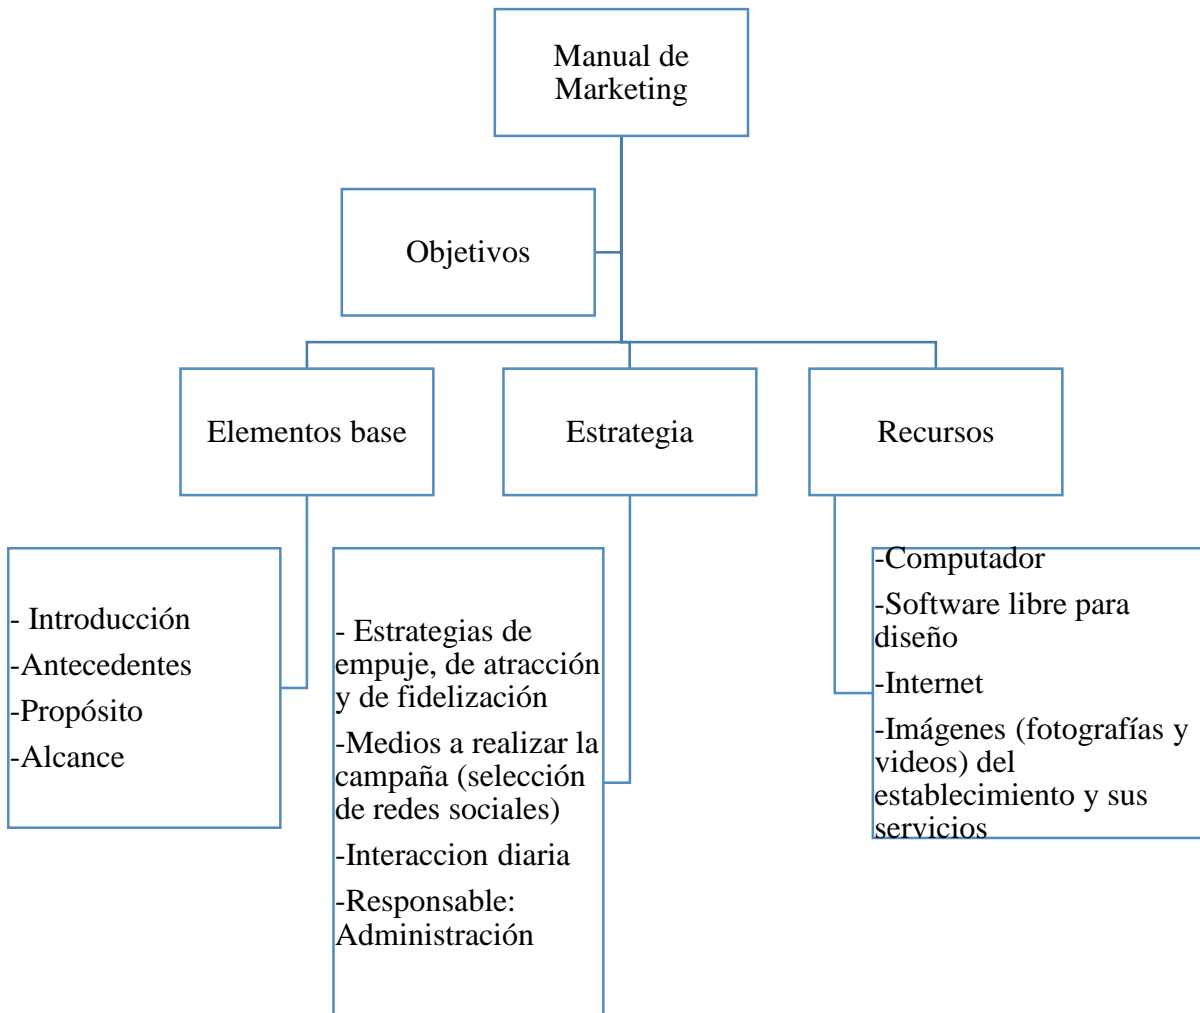 Manual de
Marketing
Objetivos
Elementos base
Estrategia
Recursos
- Introducción
-Antecedentes
-Propósito
-Alcance
- Estrategias de
empuje, de atracción
y de fidelización
-Medios a realizar la
campaña (selección
de redes sociales)
-Interaccion diaria
-Responsable:
Administración
-Computador
-Software libre para
diseño
-Internet
-Imágenes (fotografías y
videos) del
establecimiento y sus
servicios